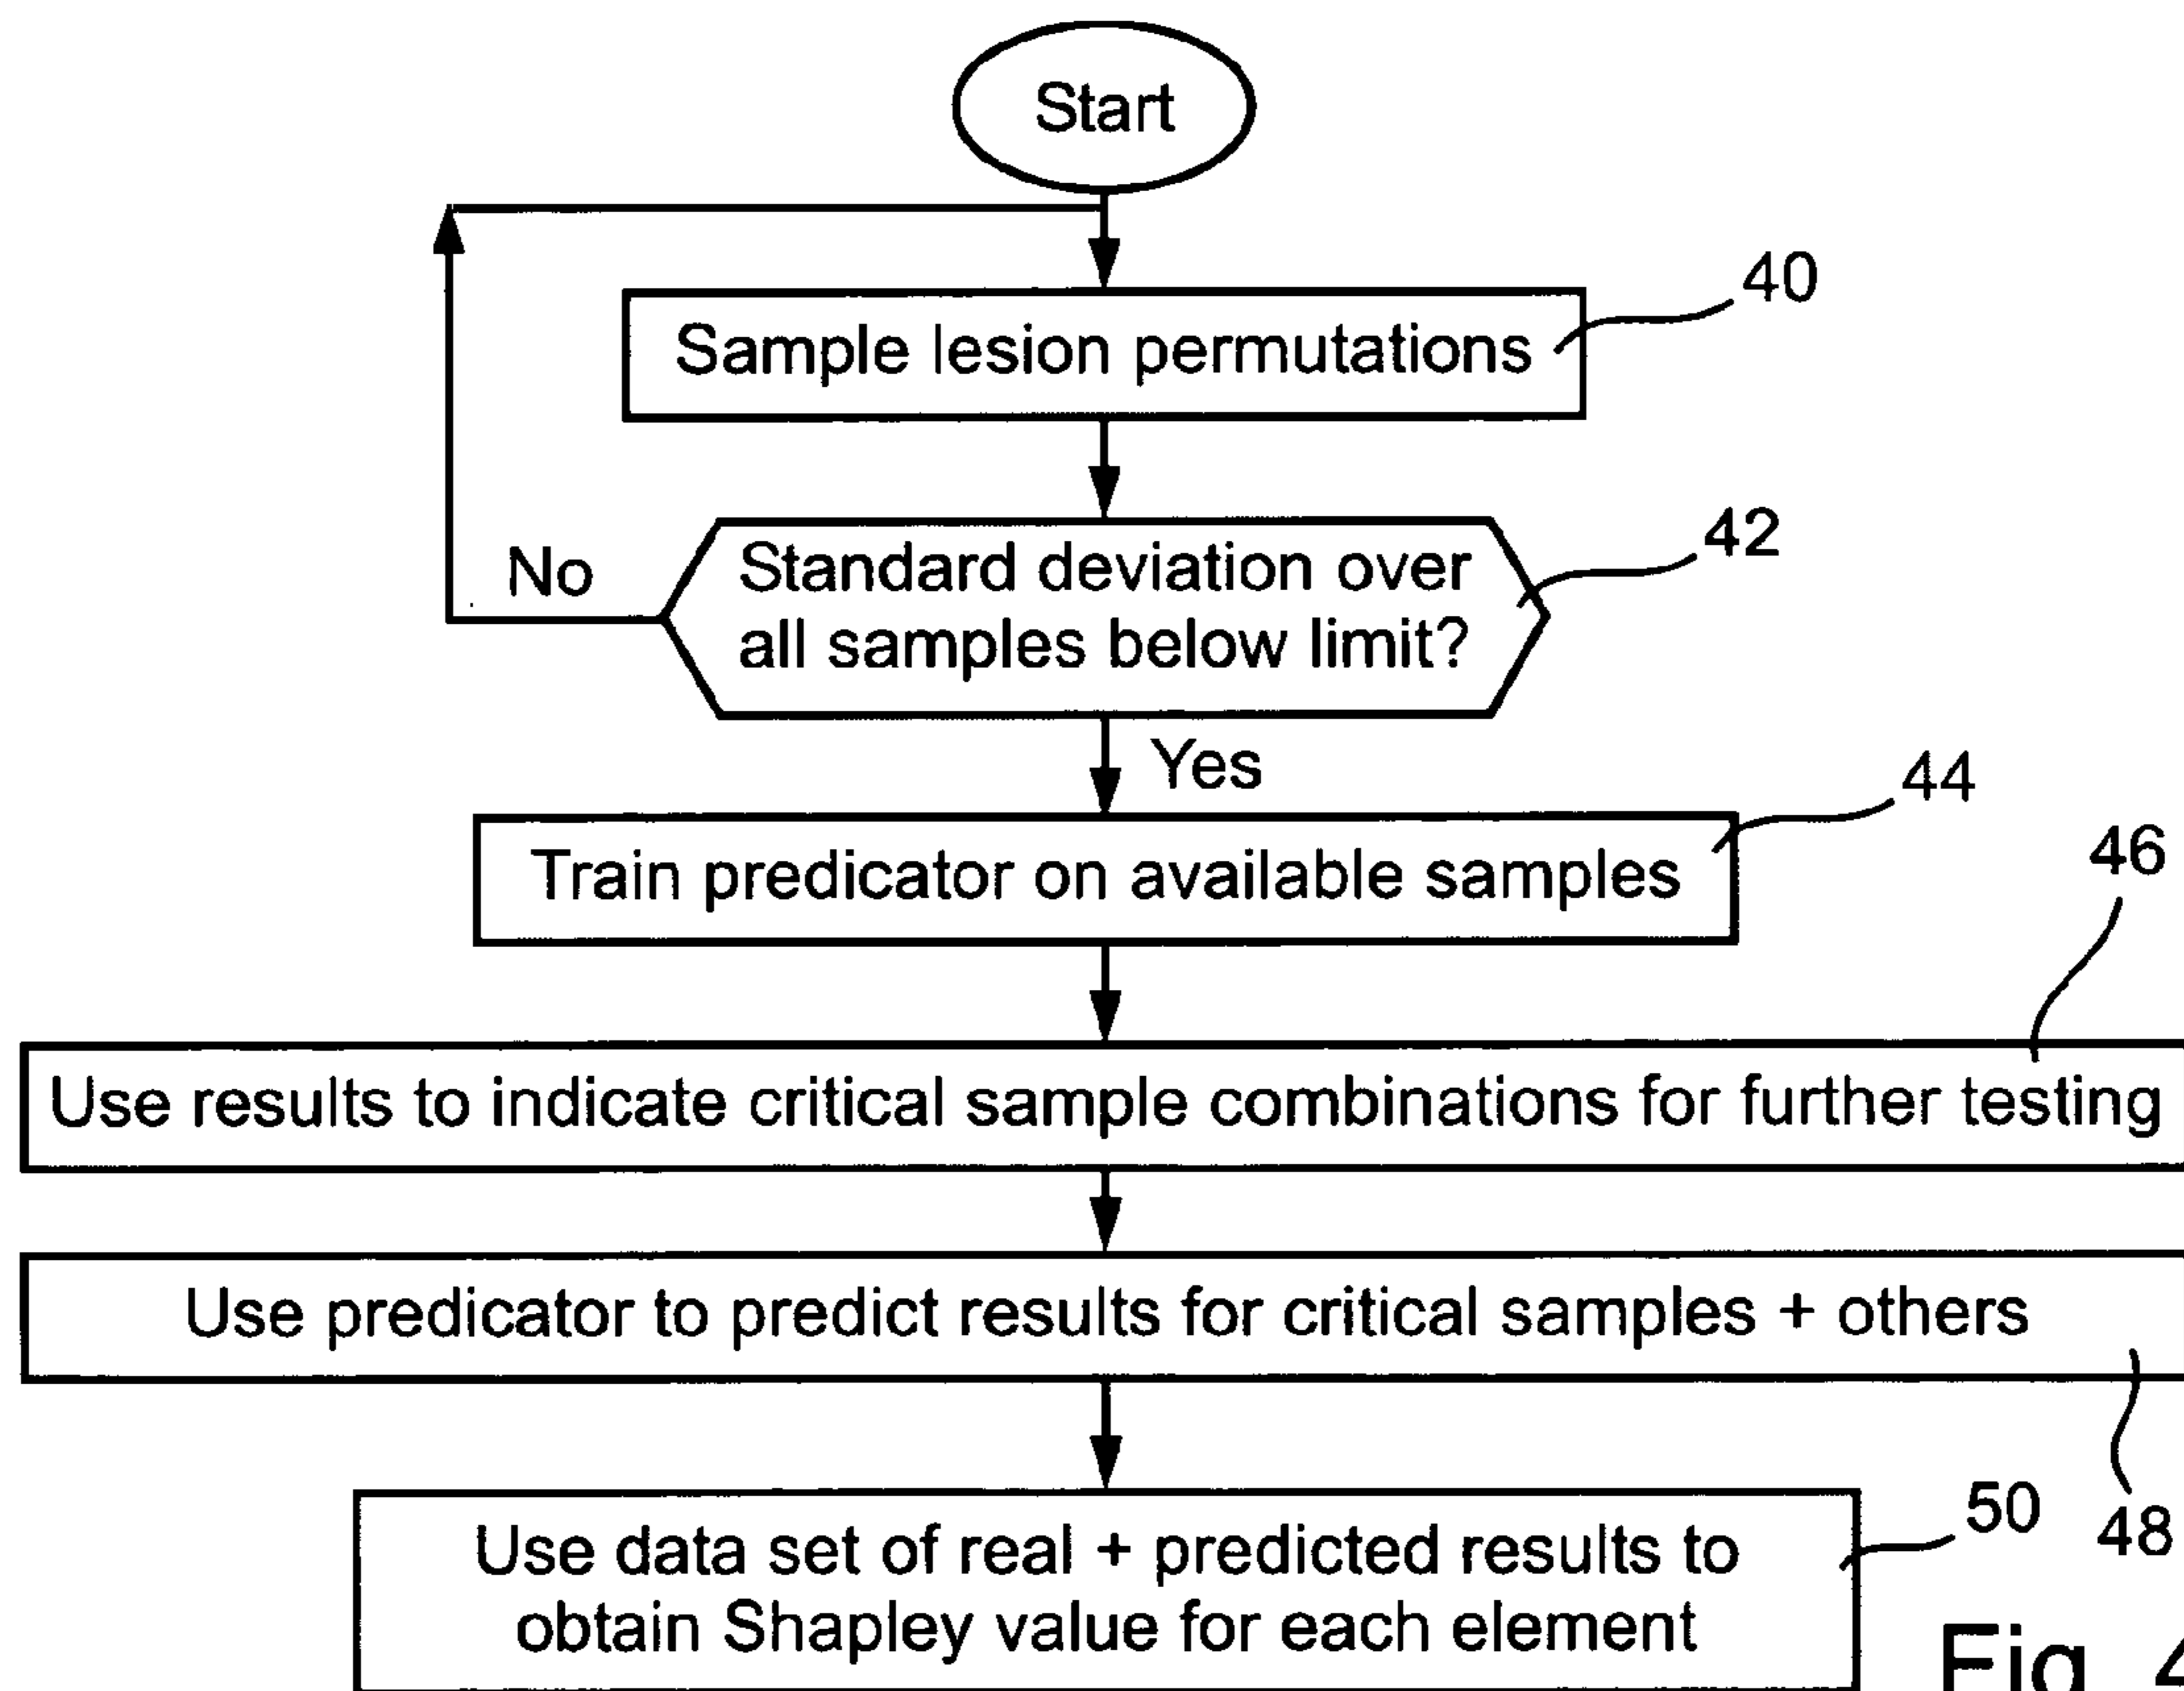 Start
40
Sample lesion permutations
42
Standard deviation over
all samples below limit?
No
Yes
44
Train predicator on available samples
46
Use results to indicate critical sample combinations for further testing
Use predicator to predict results for critical samples + others
48
50
Use data set of real + predicted results to
obtain Shapley value for each element
Fig. 4